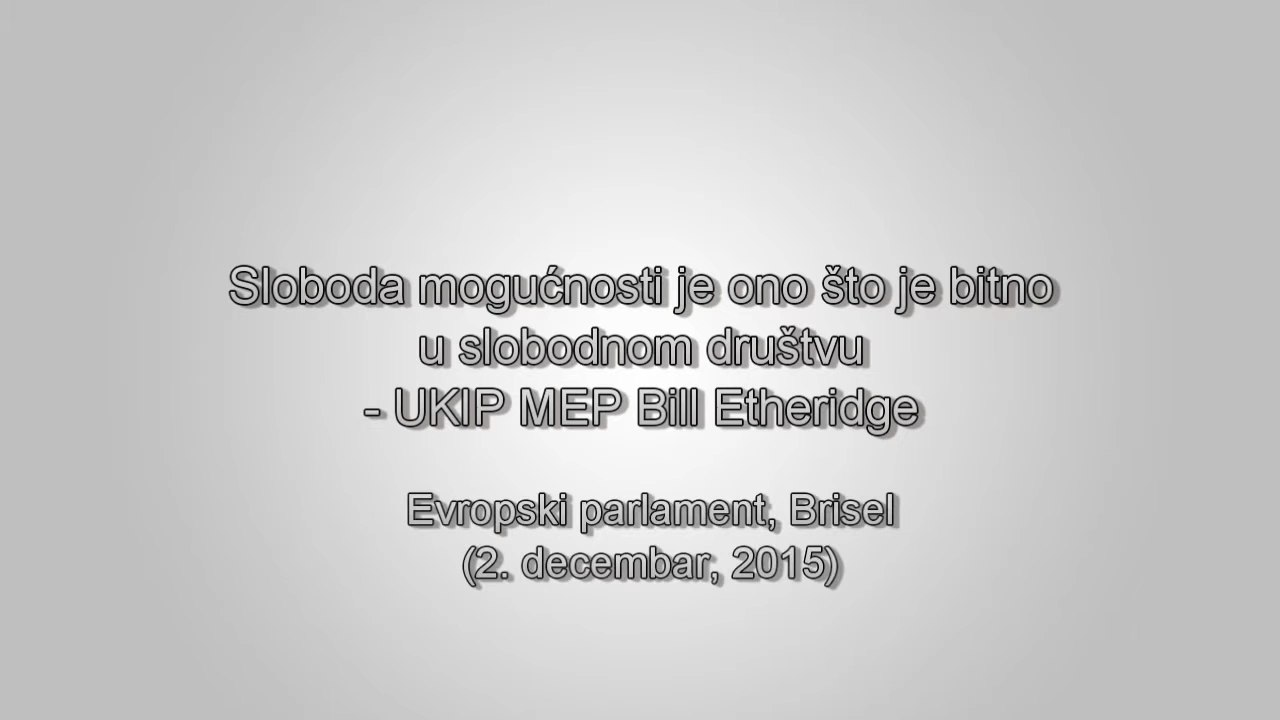 Sloboda mogućnosti je ono što je bitno
u slobodnom društvu
- UKIP MEP Bill Etheridge
Evropski parlament, Brisel
(2. decembar, 2015)